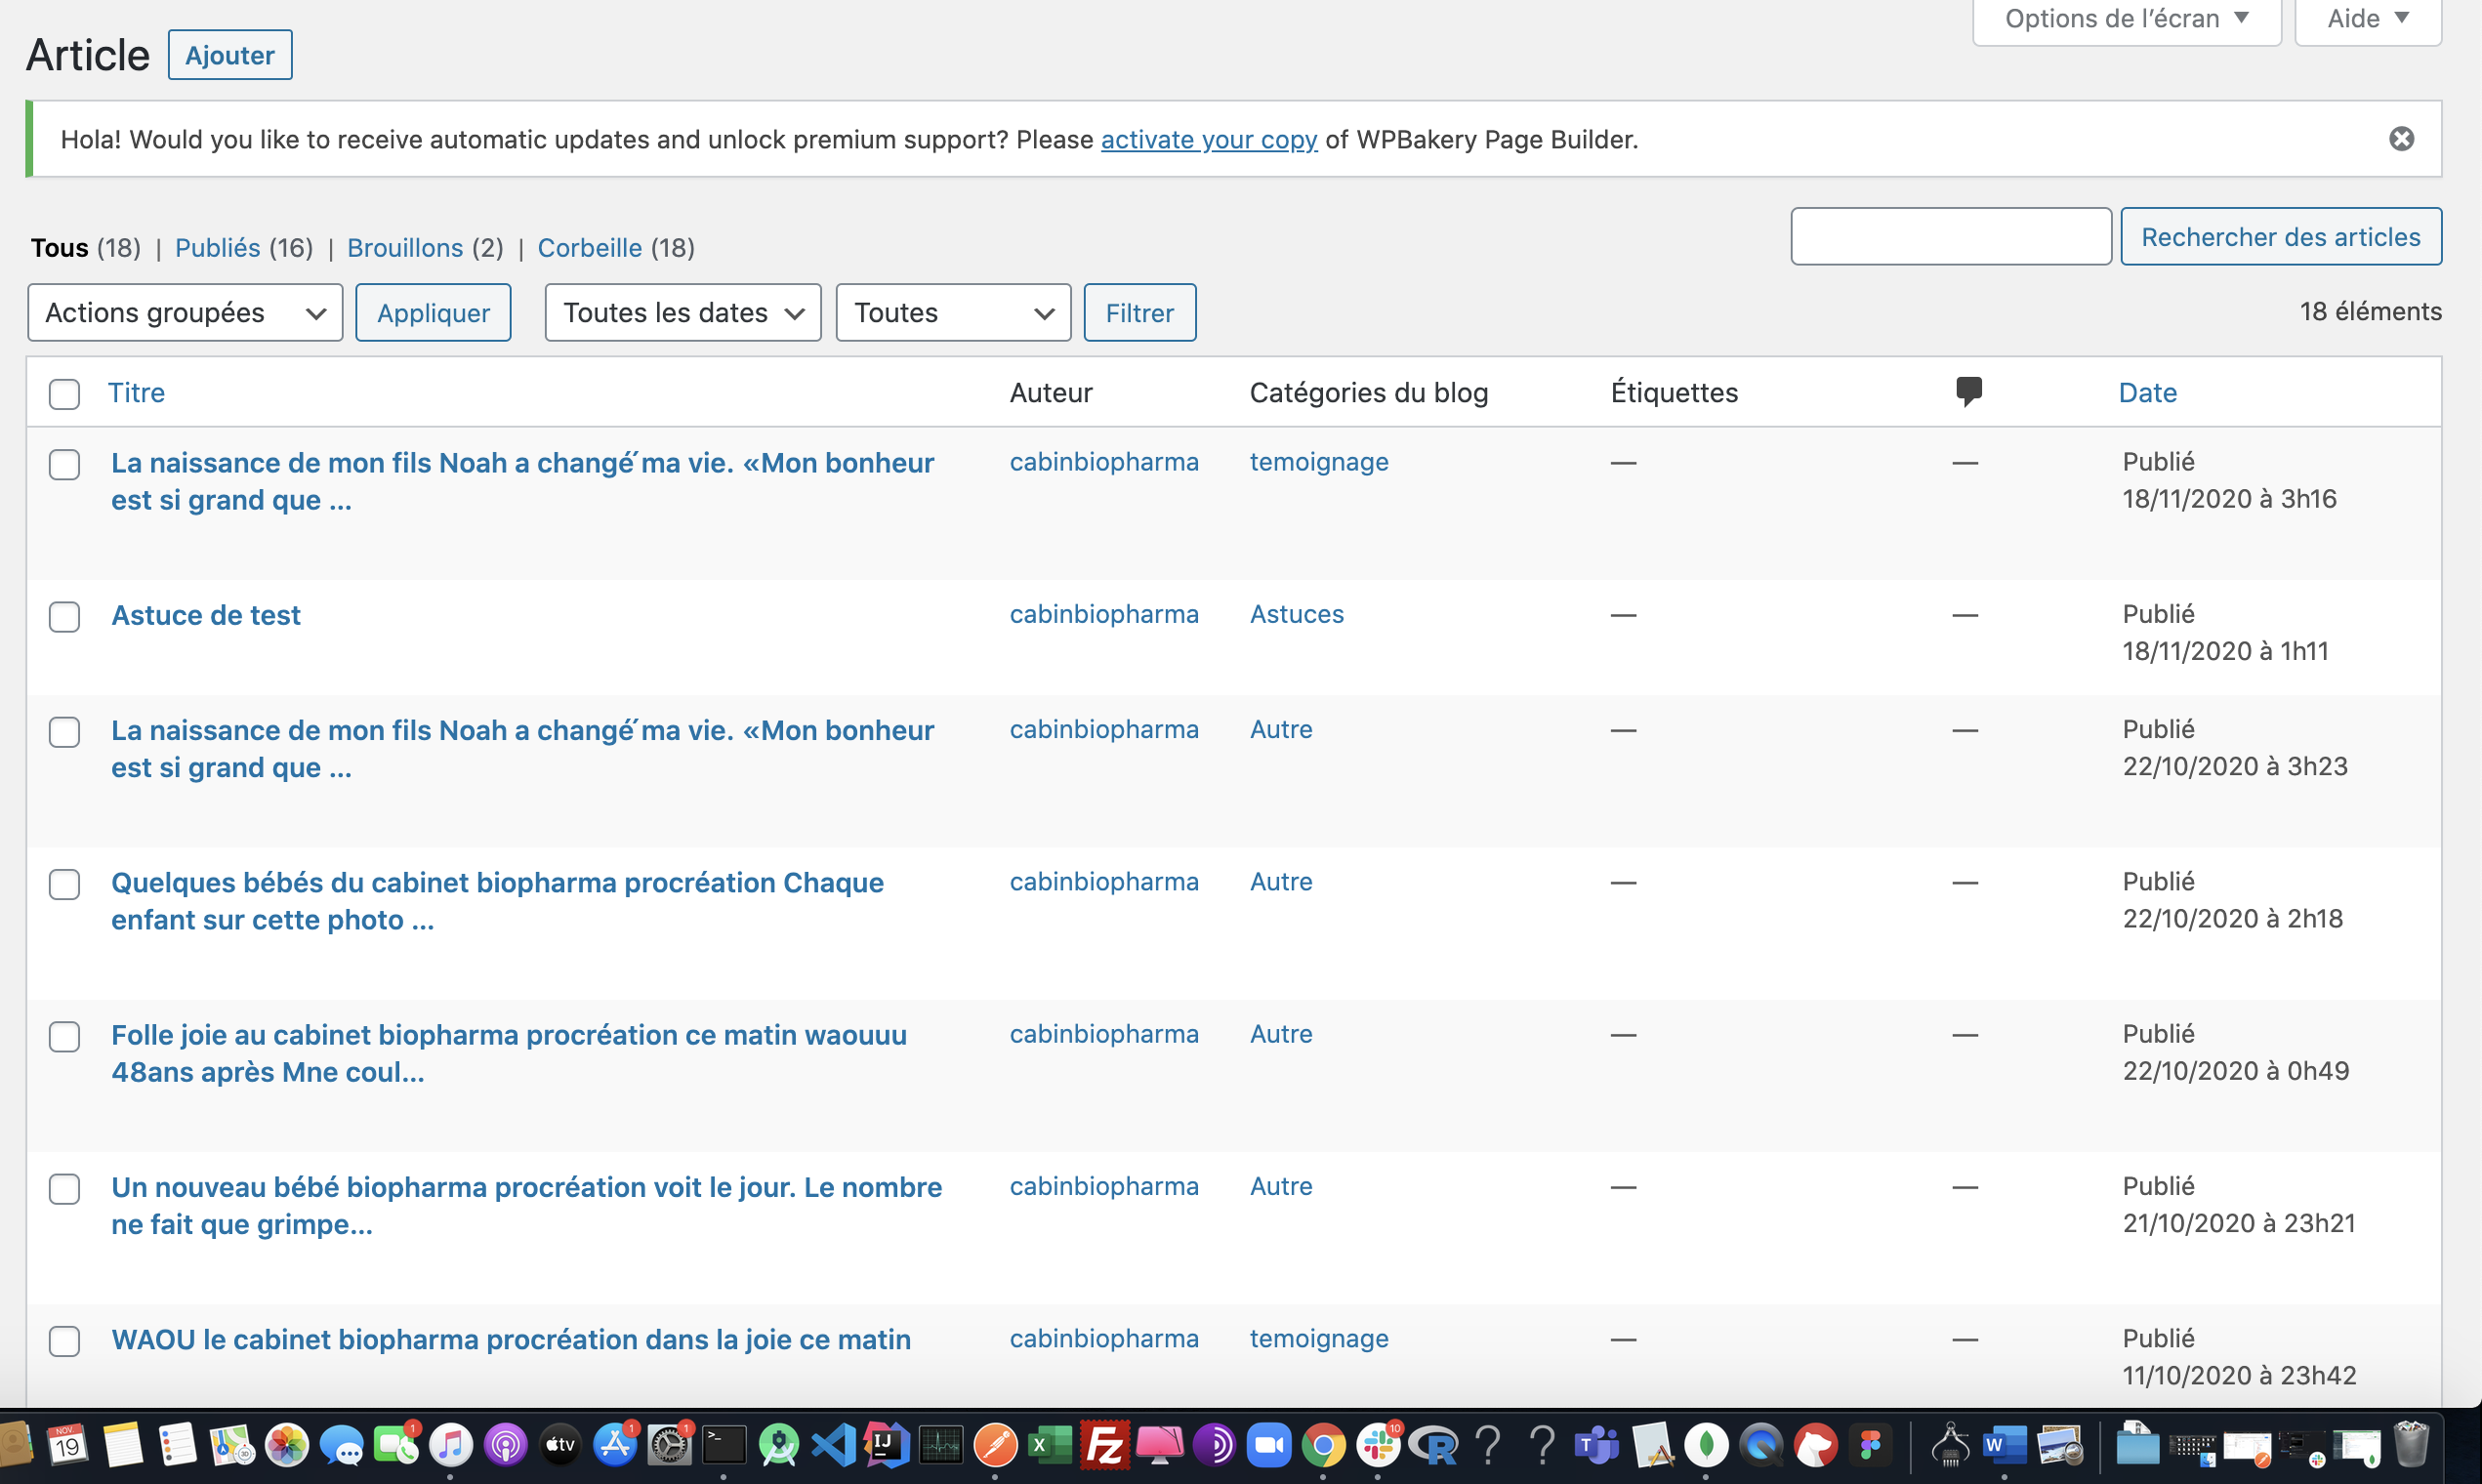 Options de l’écran ▼ Aide ▼
Article Ajouter
Hola! Would you like to receive automatic updates and unlock premium support? Please activate your copy of WPBakery Page Builder.
Tous (18) | Publiés (16) | Brouillons (2) | Corbeille (18)
Rechercher des articles
Actions groupées Appliquer Toutes les dates Toutes Filtrer 18 éléments
Titre Auteur Catégories du blog Étiquettes Date
La naissance de mon fils Noah a changé ́ma vie. «Mon bonheur cabinbiopharma temoignage — — Publié
est si grand que ... 18/11/2020 à 3h16
Astuce de test cabinbiopharma Astuces — — Publié
18/11/2020 à 1h11
La naissance de mon fils Noah a changé ́ma vie. «Mon bonheur cabinbiopharma Autre — — Publié
est si grand que ... 22/10/2020 à 3h23
Quelques bébés du cabinet biopharma procréation Chaque cabinbiopharma Autre — — Publié
enfant sur cette photo ... 22/10/2020 à 2h18
Folle joie au cabinet biopharma procréation ce matin waouuu cabinbiopharma Autre — — Publié
48ans après Mne coul... 22/10/2020 à 0h49
Un nouveau bébé biopharma procréation voit le jour. Le nombre cabinbiopharma Autre — — Publié
ne fait que grimpe... 21/10/2020 à 23h21
WAOU le cabinet biopharma procréation dans la joie ce matin cabinbiopharma temoignage — — Publié
11/10/2020 à 23h42
NOV. 19 3D 1 tv 1 1 >_ IJ X Fz 10 R ? ? T W